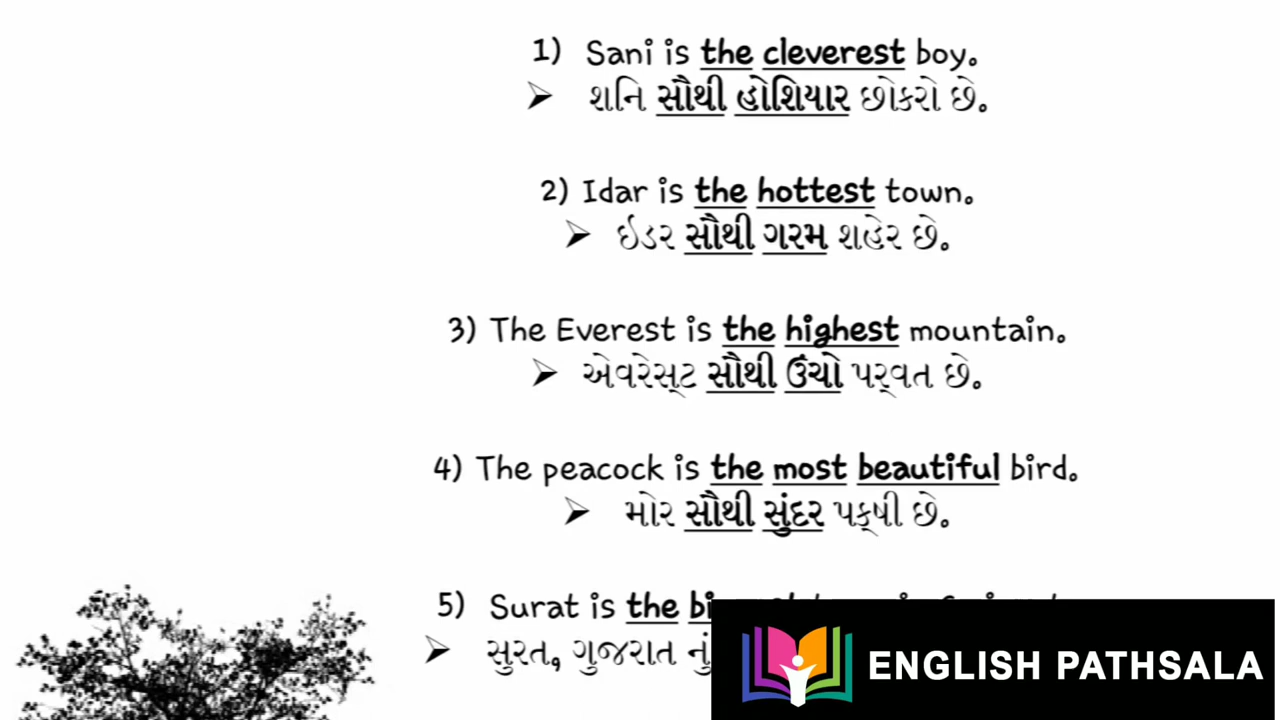 1) Sani is the cleverest boy.
➢ શનિ સૌથી હોશિયાર છોકરો છે.
2) Idar is the hottest town.
➢ ઇડર સૌથી ગરમ શહેર છે.
3) The Everest is the highest mountain.
➢ એવરેસ્ટ સૌથી ઉંચો પર્વત છે.
4) The peacock is the most beautiful bird.
➢ મોર સૌથી સુંદર પક્ષી છે.
5) Surat is the
➢ સુરત, ગુજરાત નું
ENGLISH PATHSALA